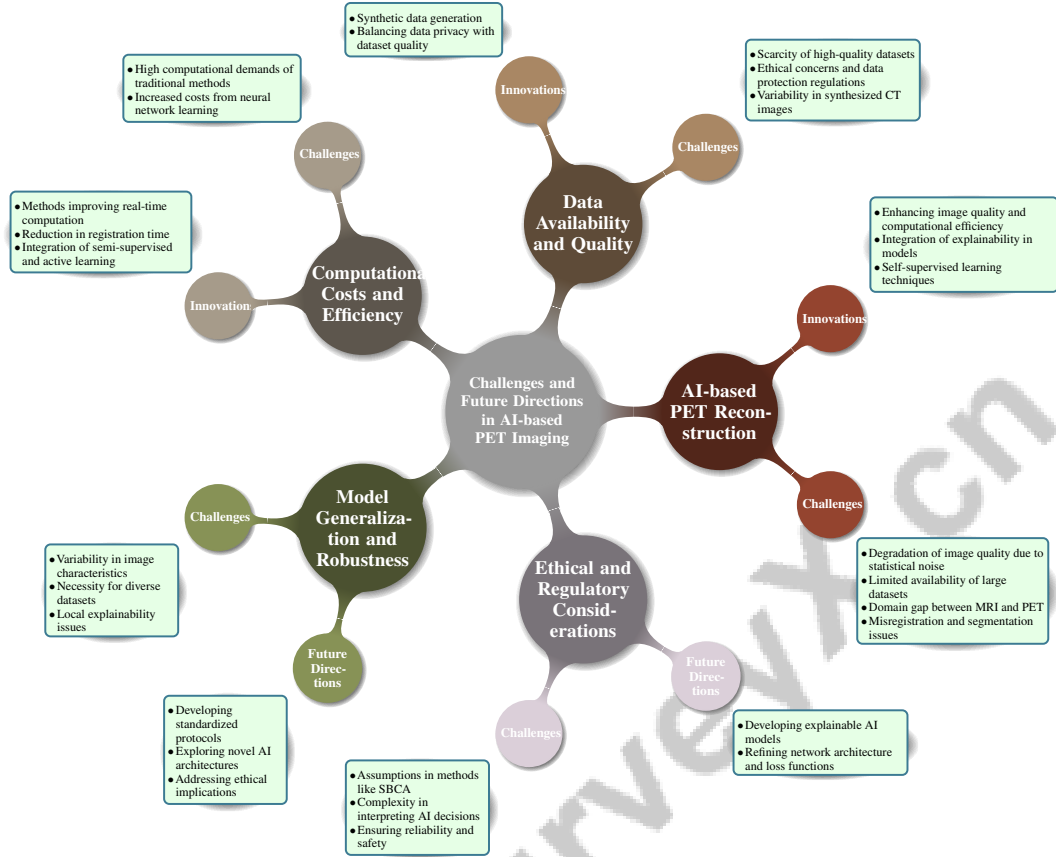 • Synthetic data generation
• Balancing data privacy with
dataset quality
• High computational demands of
traditional methods
• Increased costs from neural
network learning
• Scarcity of high-quality datasets
• Ethical concerns and data
protection regulations
• Variability in synthesized CT
images
Innovations
Challenges
Challenges
Data
Availability
and Quality
• Methods improving real-time
computation
• Reduction in registration time
• Integration of semi-supervised
and active learning
• Enhancing image quality and
computational efficiency
• Integration of explainability in
models
• Self-supervised learning
techniques
Innovation
Computationa
Costs and
Efficiency
Innovations
Challenges and
Future Directions
in AI-based
PET Imaging
AI-based
PET Recon-
struction
Challenges
Model
Generaliza-
tion and
Robustness
Challenges
• Variability in image
characteristics
• Necessity for diverse
datasets
• Local explainability
issues
Ethical and
Regulatory
Consid-
erations
• Degradation of image quality due to
statistical noise
• Limited availability of large
datasets
• Domain gap between MRI and PET
• Misregistration and segmentation
issues
Future
Direc-
tions
Future
Direc-
tions
Challenges
• Developing
standardized
protocols
• Exploring novel AI
architectures
• Addressing ethical
implications
• Developing explainable AI
models
• Refining network architecture
and loss functions
• Assumptions in methods
like SBCA
• Complexity in
interpreting AI decisions
• Ensuring reliability and
safety
rveyx.cn